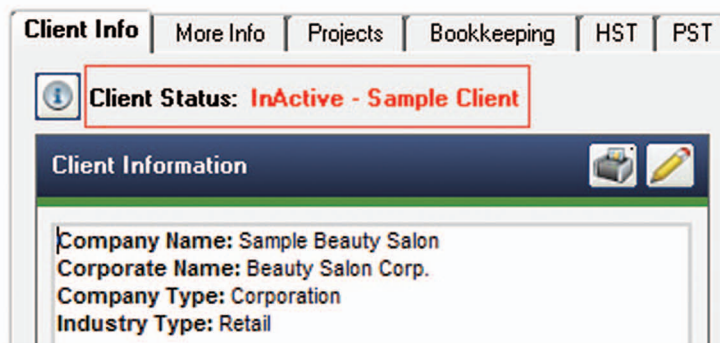 Client Info More Info Projects Bookkeeping HST PST
Client Status: InActive - Sample Client
Client Information
Company Name: Sample Beauty Salon
Corporate Name: Beauty Salon Corp.
Company Type: Corporation
Industry Type: Retail